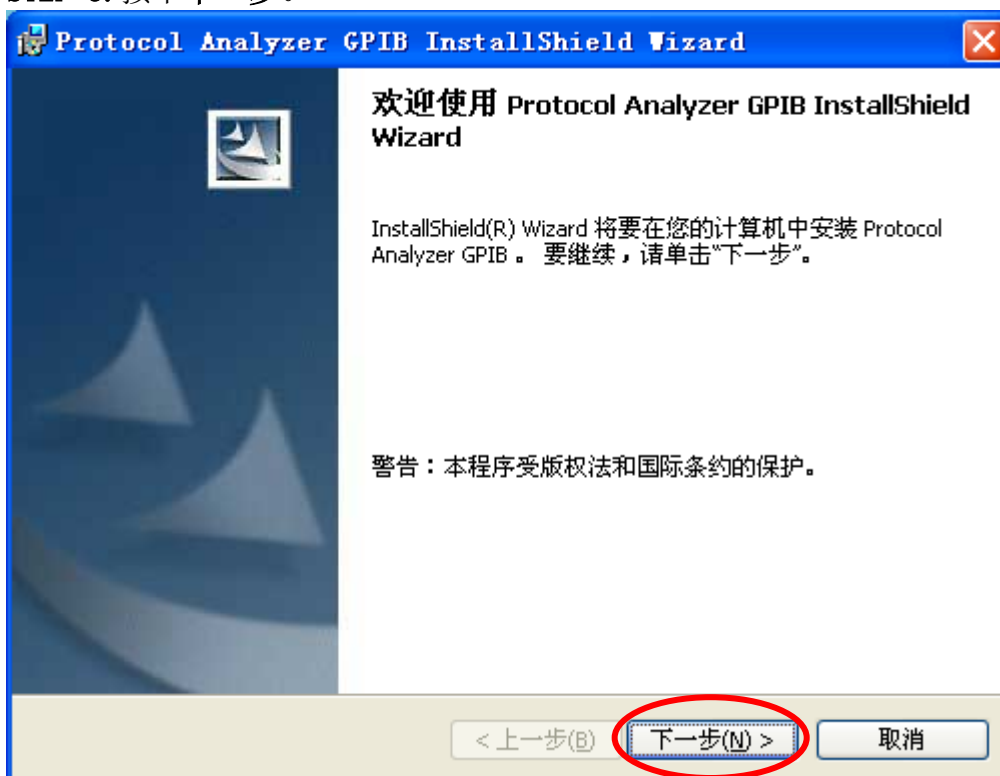 Protocol Analyzer GPIB InstallShield Wizard
欢迎使用 Protocol Analyzer GPIB InstallShield
Wizard
InstallShield(R) Wizard 将要在您的计算机中安装 Protocol
Analyzer GPIB 。 要继续，请单击“下一步”。
警告：本程序受版权法和国际条约的保护。
< 上一步(B)
下一步(N) >
取消